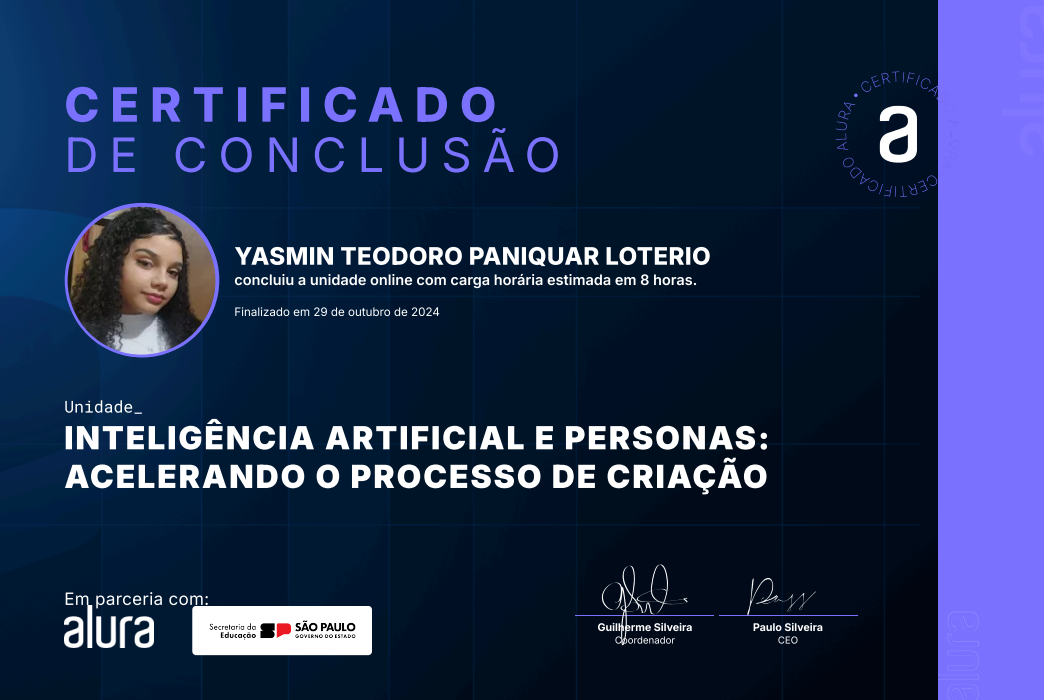 CERTIFICADO
DE CONCLUSÃO
CERTIFICADO ALURA • CERTIFICA
a
alura
YASMIN TEODORO PANIQUAR LOTERIO
concluiu a unidade online com carga horária estimada em 8 horas.
Finalizado em 29 de outubro de 2024
Unidade_
INTELIGÊNCIA ARTIFICIAL E PERSONAS:
ACELERANDO O PROCESSO DE CRIAÇÃO
Em parceria com:
alura
Secretaria da
Educação
SP
SÃO PAULO
GOVERNO DO ESTADO
Guilherme Silveira
Coordenador
Paulo Silveira
CEO
alura